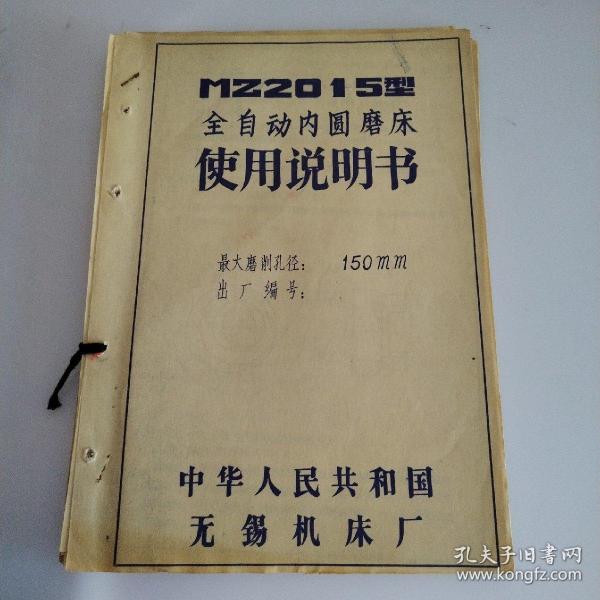 MZ2015型
全自动内圆磨床
使用说明书
最大磨削孔径： 150mm
出厂编号：
中华人民共和国
无锡机床厂
孔夫子旧书网
www.kongfz.com